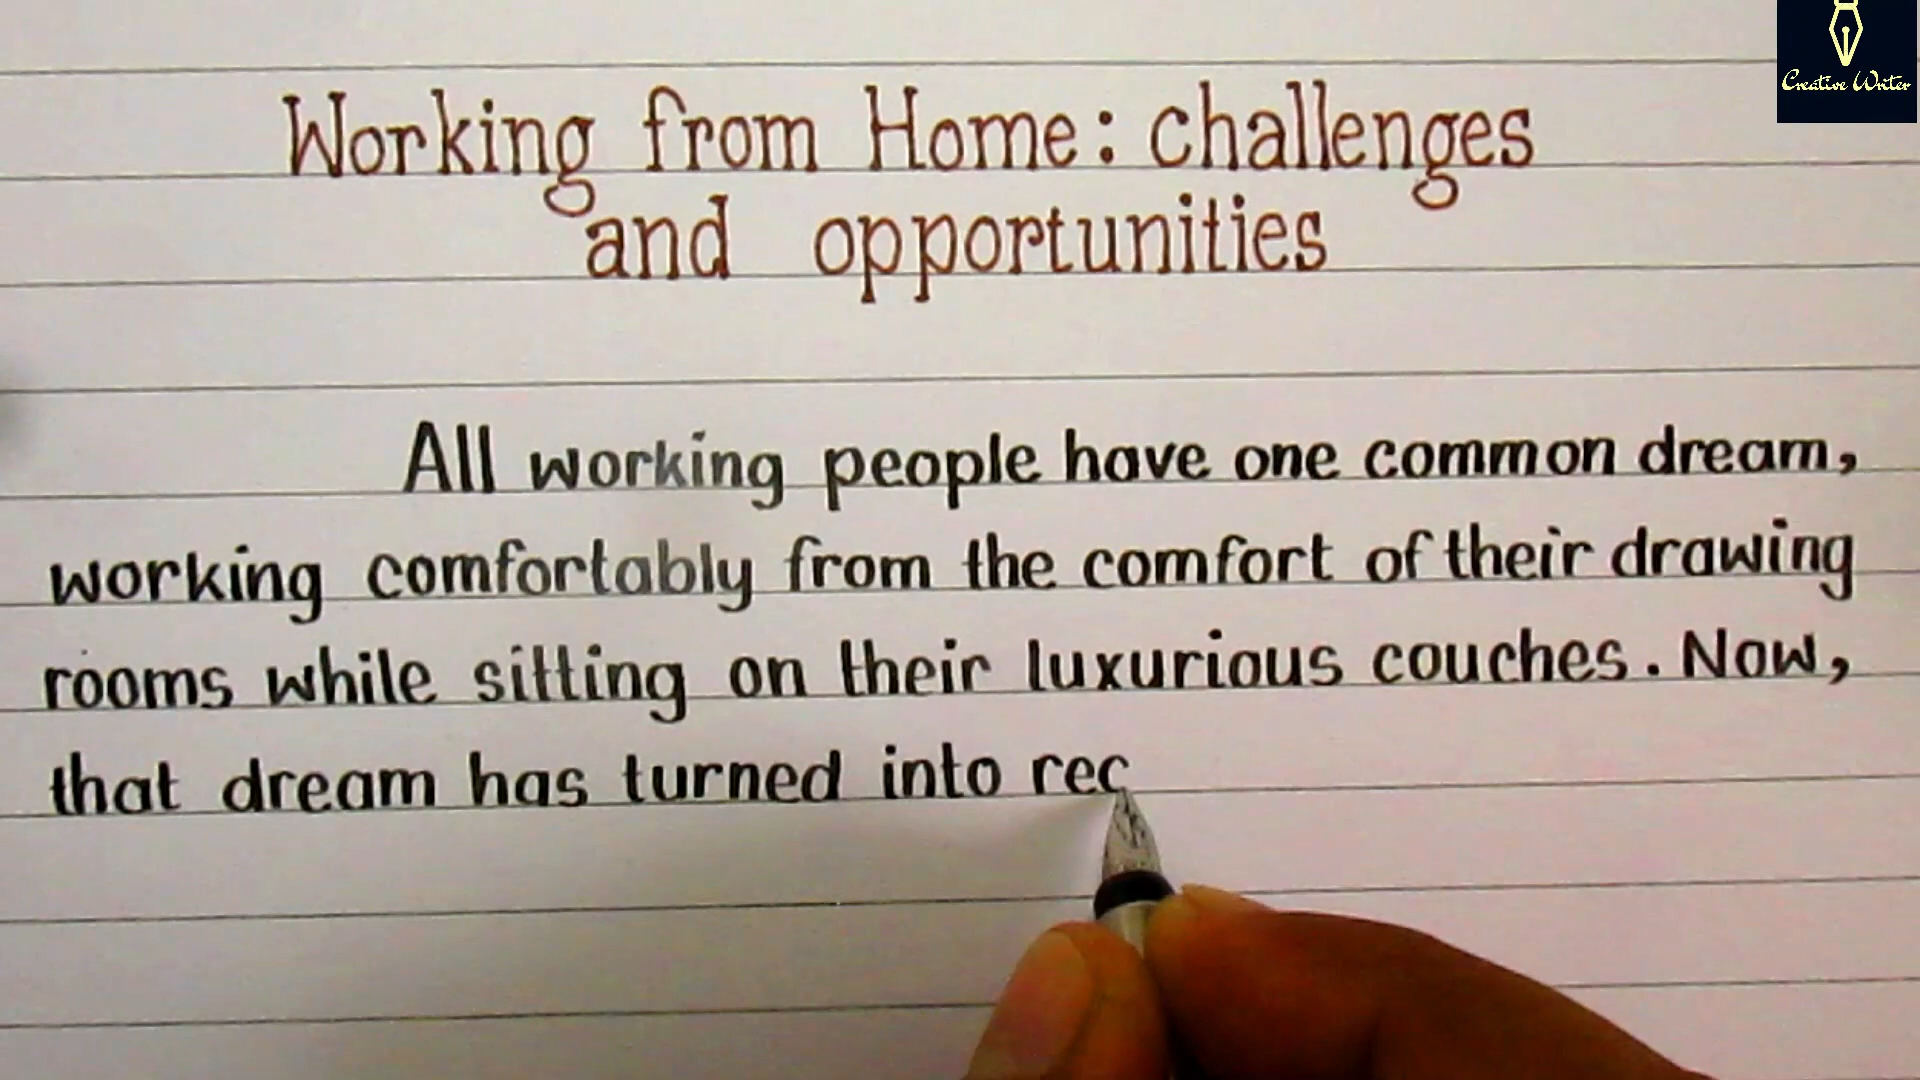 Creative Writer
Working from Home: challenges
and opportunities
All working people have one common dream,
working comfortably from the comfort of their drawing
rooms while sitting on their luxurious couches. Now,
that dream has turned into rec